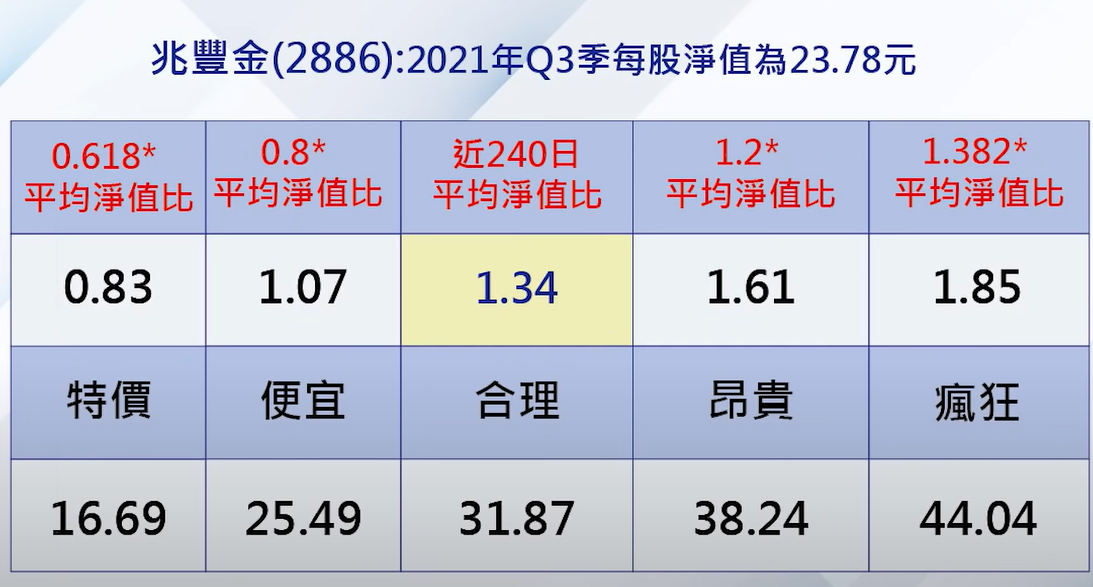 兆豐金(2886):2021年Q3季每股淨值為23.78元
0.618*
平均淨值比
0.8*
平均淨值比
近240日
平均淨值比
1.2*
平均淨值比
1.382*
平均淨值比
0.83
1.07
1.34
1.61
1.85
特價
便宜
合理
昂貴
瘋狂
16.69
25.49
31.87
38.24
44.04